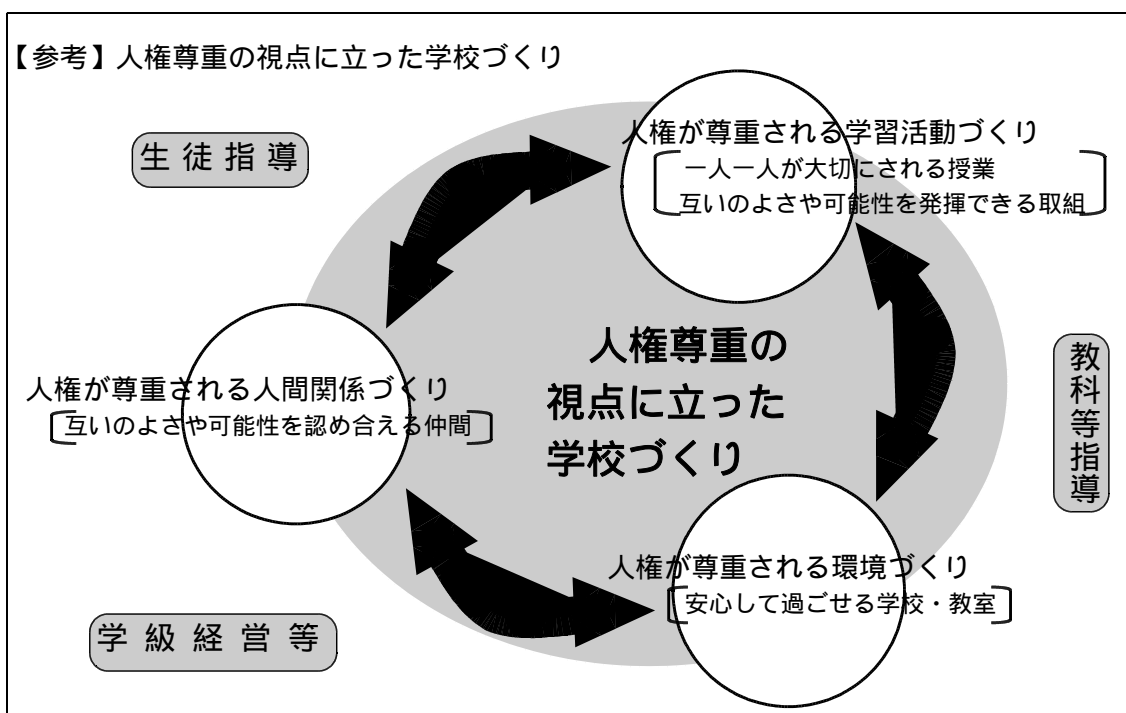 【参考】人権尊重の視点に立った学校づくり
生徒指導
人権が尊重される学習活動づくり
一人一人が大切にされる授業
互いのよさや可能性を発揮できる取組
人権尊重の
視点に立った
学校づくり
教科等指導
人権が尊重される人間関係づくり
互いのよさや可能性を認め合える仲間
人権が尊重される環境づくり
安心して過ごせる学校・教室
学級経営等